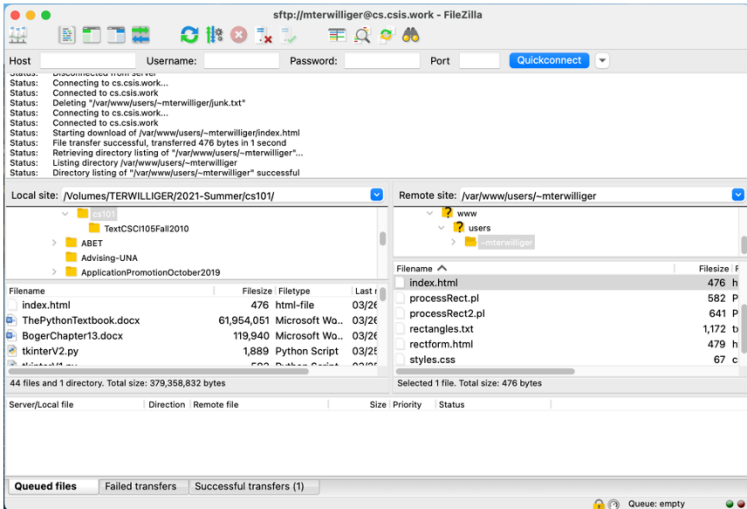 sftp://mterwilliger@cs.csis.work - FileZilla
Host Username: Password: Port Quickconnect
Status: Disconnected from server
Status: Connecting to cs.csis.work...
Status: Connected to cs.csis.work
Status: Deleting "/var/www/users/~mterwilliger/junk.txt"
Status: Connecting to cs.csis.work...
Status: Connected to cs.csis.work
Status: Starting download of /var/www/users/~mterwilliger/index.html
Status: File transfer successful, transferred 476 bytes in 1 second
Status: Retrieving directory listing of "/var/www/users/~mterwilliger"...
Status: Listing directory /var/www/users/~mterwilliger
Status: Directory listing of "/var/www/users/~mterwilliger" successful
Local site: /Volumes/TERWILLIGER/2021-Summer/cs101/
cs101
TextCSCI105Fall2010
ABET
Advising-UNA
ApplicationPromotionOctober2019
Filename Filesize Filetype Last r
index.html 476 html-file 03/26
ThePythonTextbook.docx 61,954,051 Microsoft Wo... 03/26
BogerChapter13.docx 119,940 Microsoft Wo... 03/26
tkinterV2.py 1,889 Python Script 03/25
44 files and 1 directory. Total size: 379,358,832 bytes
Remote site: /var/www/users/~mterwilliger
www
users
~mterwilliger
Filename Filesize F
index.html 476 h
processRect.pl 582 P
processRect2.pl 641 P
rectangles.txt 1,172 tx
rectform.html 479 h
styles.css 67 c
Selected 1 file. Total size: 476 bytes
Server/Local file Direction Remote file Size Priority Status
Queued files Failed transfers Successful transfers (1)
Queue: empty